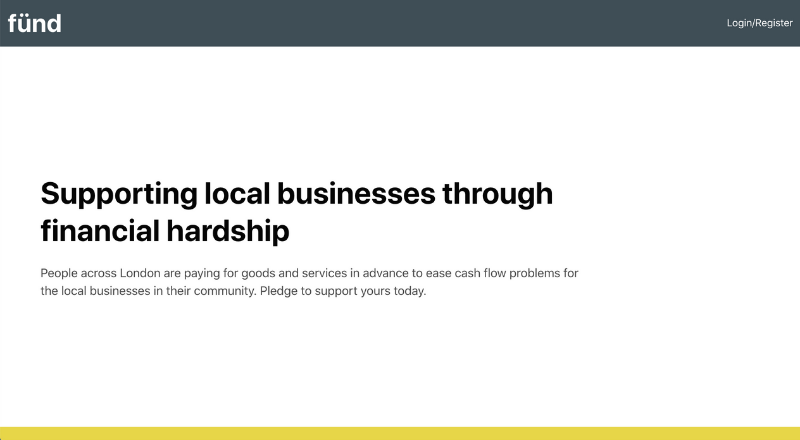 fünd
Login/Register
Supporting local businesses through
financial hardship
People across London are paying for goods and services in advance to ease cash flow problems for
the local businesses in their community. Pledge to support yours today.